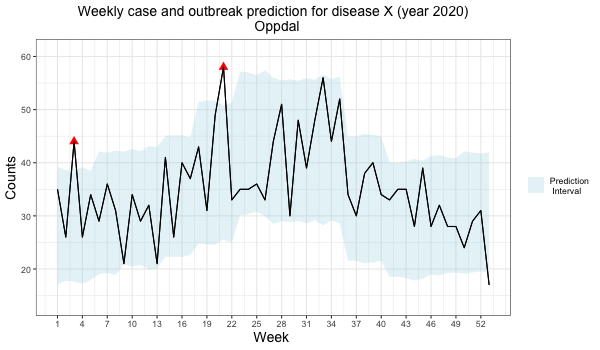 Weekly case and outbreak prediction for disease X (year 2020)
Oppdal
Counts
60
50
40
30
20
1 4 7 10 13 16 19 22 25 28 31 34 37 40 43 46 49 52
Week
Prediction
Interval